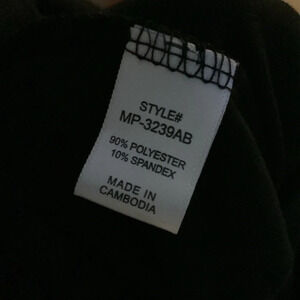 STYLE#
MP-3239AB
90% POLYESTER
10% SPANDEX
MADE IN
CAMBODIA